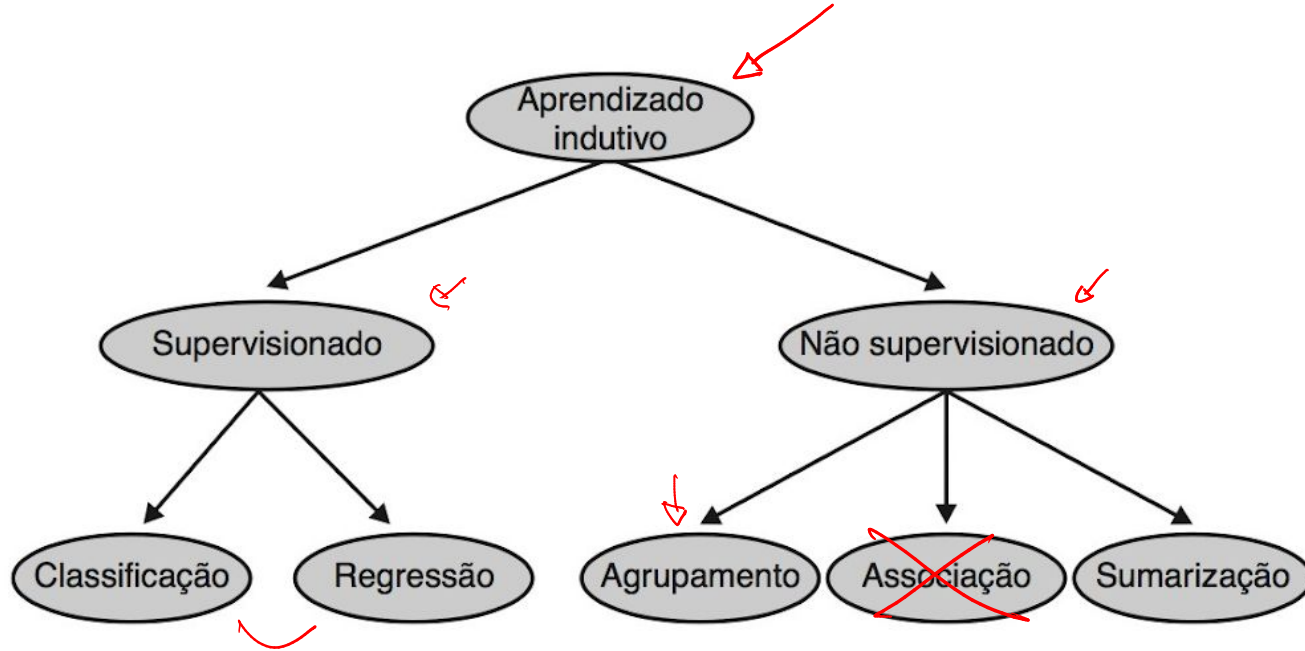 Aprendizado
indutivo
Supervisionado
Não supervisionado
Classificação
Regressão
Agrupamento
Associação
Sumarização